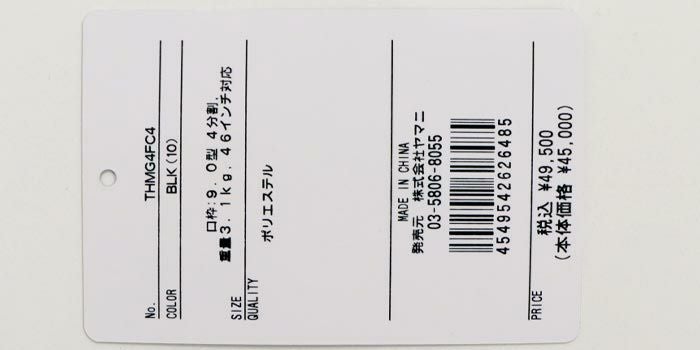 No. THMG4FC4
COLOR BLK(10)
口枠:9.0型 4分割.
SIZE 重量3.1kg.46インチ対応
QUALITY
ポリエステル
MADE IN CHINA
発売元 株式会社ヤマニ
03-5806-8055
4549542626485
PRICE 税込 ¥49,500
(本体価格 ¥45,000)